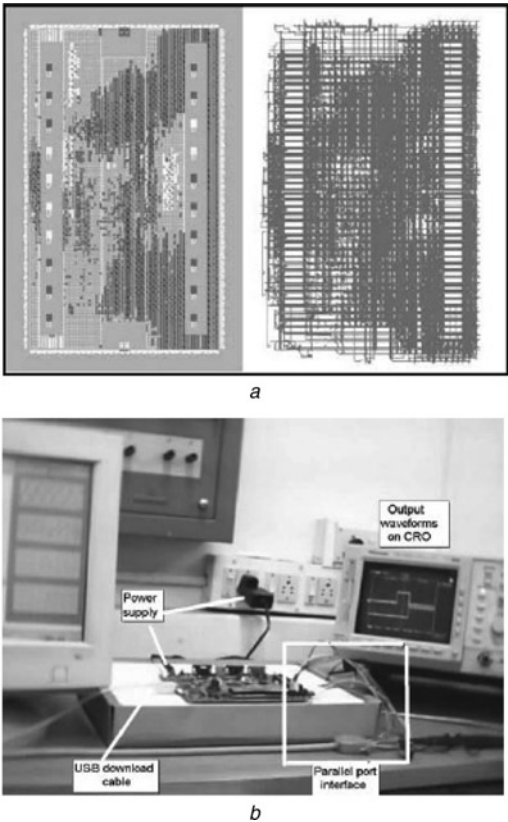 a
Output
waveforms
on CRO
Power
supply
USB download
cable
Parallel port
interface
b